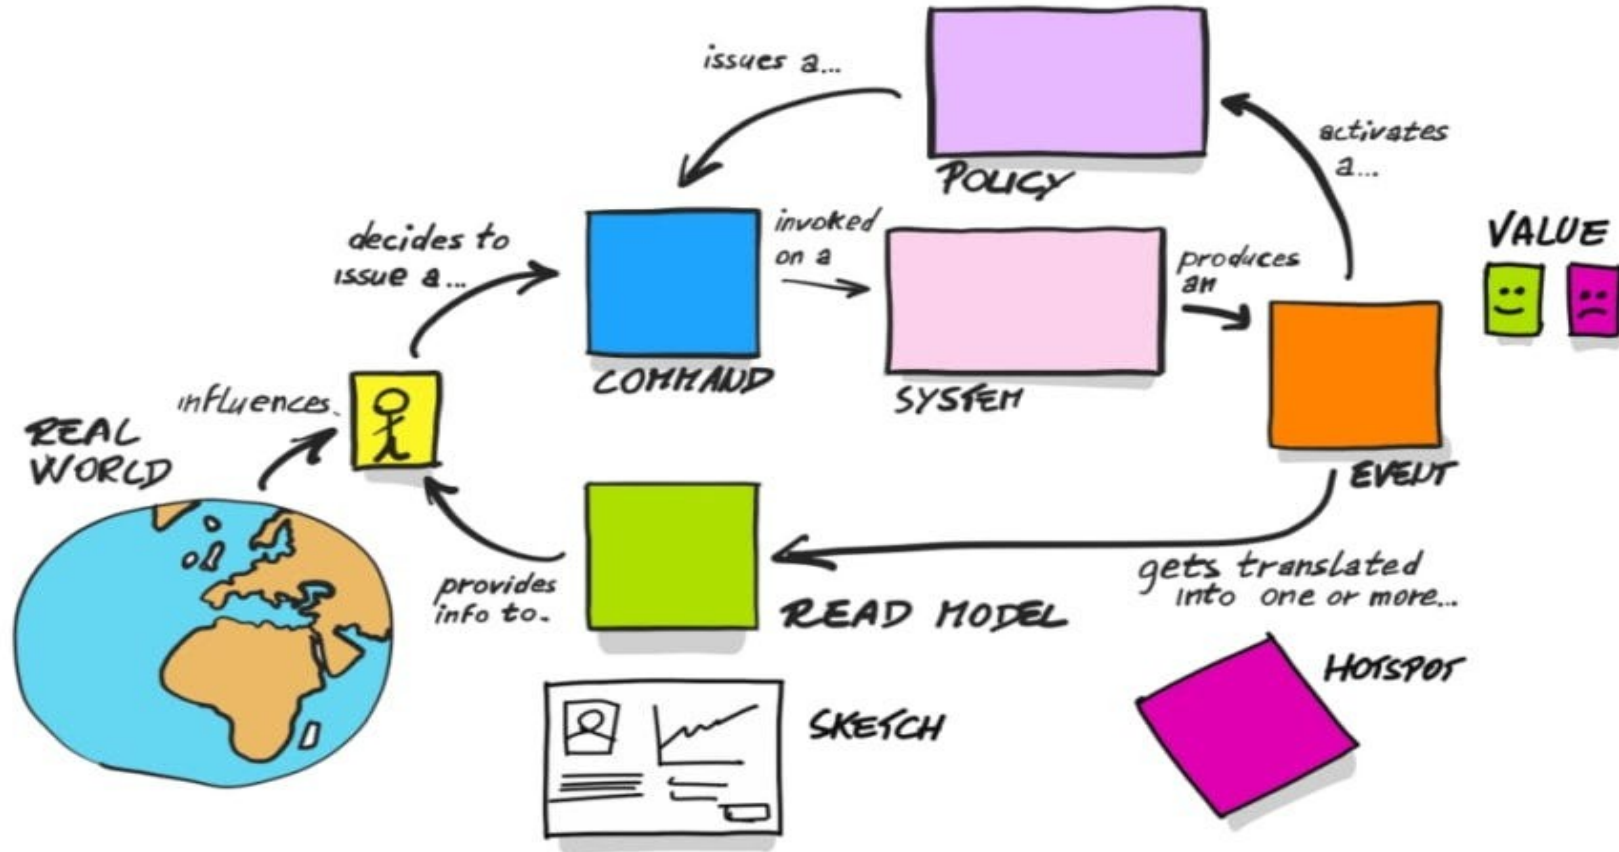 issues a...
POLICY
activates
a...
decides to
issue a...
invoked
on a
produces
an
VALUE
COMMAND
SYSTEM
EVENT
influences.
REAL
WORLD
provides
info to.
READ MODEL
gets translated
into one or more...
SKETCH
HOTSPOT